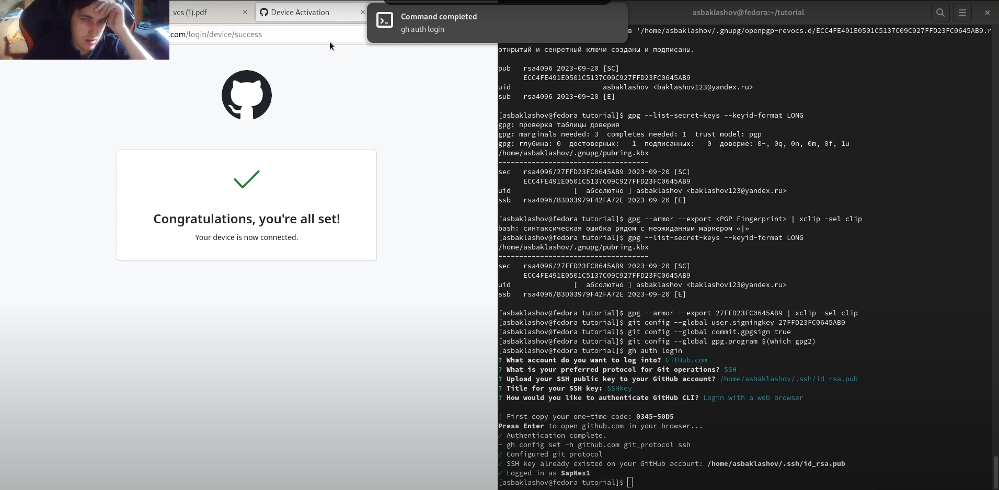 _vcs (1).pdf
Device Activation
.com/login/device/success
Command completed
gh auth login
asbaklashov@fedora:~/tutorial
Congratulations, you're all set!
Your device is now connected.
в '/home/asbaklashov/.gnupg/openpgp-revocs.d/ECC4FE491E0501C5137C09C927FFD23FC0645AB9.r
открытый и секретный ключи созданы и подписаны.
pub   rsa4096 2023-09-20 [SC]
      ECC4FE491E0501C5137C09C927FFD23FC0645AB9
uid                      asbaklashov <baklashov123@yandex.ru>
sub   rsa4096 2023-09-20 [E]
[asbaklashov@fedora tutorial]$ gpg --list-secret-keys --keyid-format LONG
gpg: проверка таблицы доверия
gpg: marginals needed: 3  completes needed: 1  trust model: pgp
gpg: глубина: 0  достоверных:   1  подписанных:   0  доверие: 0-, 0q, 0n, 0m, 0f, 1u
/home/asbaklashov/.gnupg/pubring.kbx
------------------------------------
sec   rsa4096/27FFD23FC0645AB9 2023-09-20 [SC]
      ECC4FE491E0501C5137C09C927FFD23FC0645AB9
uid               [  абсолютно ] asbaklashov <baklashov123@yandex.ru>
ssb   rsa4096/B3D03979F42FA72E 2023-09-20 [E]
[asbaklashov@fedora tutorial]$ gpg --armor --export <PGP Fingerprint> | xclip -sel clip
bash: синтаксическая ошибка рядом с неожиданным маркером «|»
[asbaklashov@fedora tutorial]$ gpg --list-secret-keys --keyid-format LONG
/home/asbaklashov/.gnupg/pubring.kbx
------------------------------------
sec   rsa4096/27FFD23FC0645AB9 2023-09-20 [SC]
      ECC4FE491E0501C5137C09C927FFD23FC0645AB9
uid               [  абсолютно ] asbaklashov <baklashov123@yandex.ru>
ssb   rsa4096/B3D03979F42FA72E 2023-09-20 [E]
[asbaklashov@fedora tutorial]$ gpg --armor --export 27FFD23FC0645AB9 | xclip -sel clip
[asbaklashov@fedora tutorial]$ git config --global user.signingkey 27FFD23FC0645AB9
[asbaklashov@fedora tutorial]$ git config --global commit.gpgsign true
[asbaklashov@fedora tutorial]$ git config --global gpg.program $(which gpg2)
[asbaklashov@fedora tutorial]$ gh auth login
? What account do you want to log into? GitHub.com
? What is your preferred protocol for Git operations? SSH
? Upload your SSH public key to your GitHub account? /home/asbaklashov/.ssh/id_rsa.pub
? Title for your SSH key: SSHkey
? How would you like to authenticate GitHub CLI? Login with a web browser
! First copy your one-time code: 0345-50D5
Press Enter to open github.com in your browser...
✓ Authentication complete.
- gh config set -h github.com git_protocol ssh
✓ Configured git protocol
✓ SSH key already existed on your GitHub account: /home/asbaklashov/.ssh/id_rsa.pub
✓ Logged in as SapNex1
[asbaklashov@fedora tutorial]$